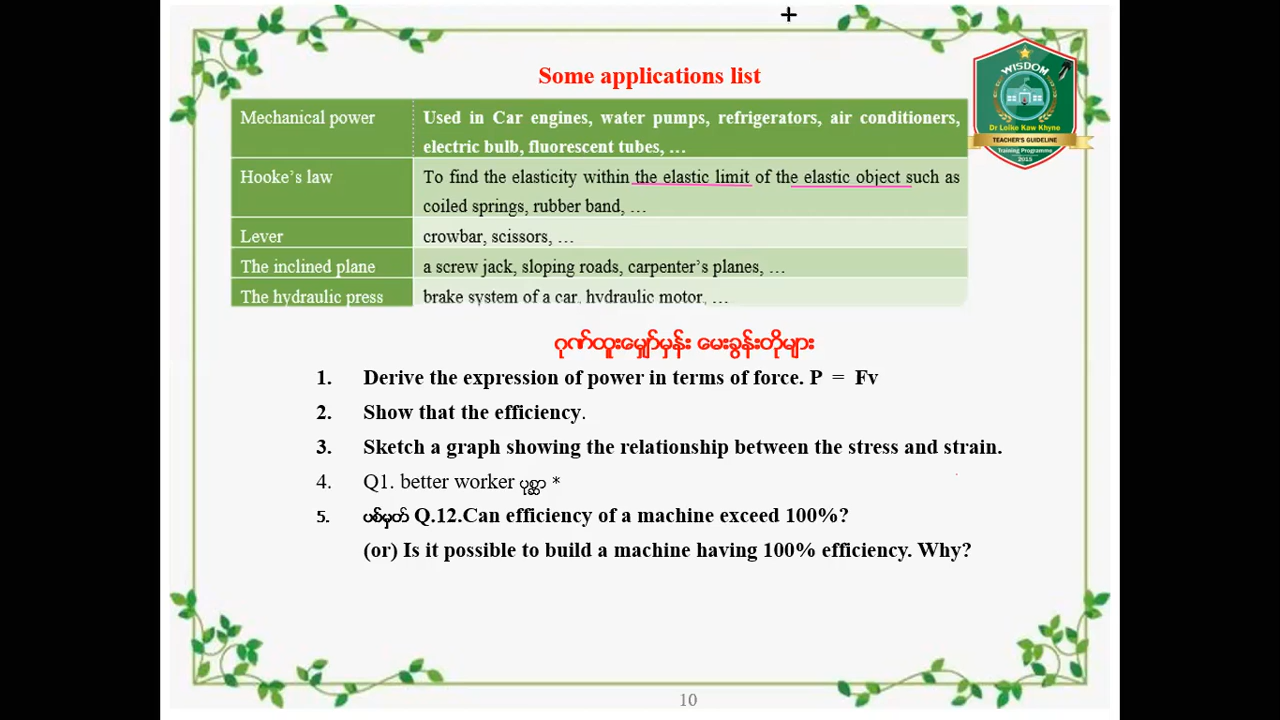 Some applications list
WISDOM
Dr Loike Kaw Khyne
TEACHER'S GUIDELINE
Training Programme
2015
Mechanical power
Used in Car engines, water pumps, refrigerators, air conditioners,
electric bulb, fluorescent tubes, …
Hooke's law
To find the elasticity within the elastic limit of the elastic object such as
coiled springs, rubber band, …
Lever
crowbar, scissors, …
The inclined plane
a screw jack, sloping roads, carpenter's planes, …
The hydraulic press
brake system of a car, hydraulic motor, …
ဂုဏ်ထူးမျှော်မှန်း မေးခွန်းတိုများ
1. Derive the expression of power in terms of force. P = Fv
2. Show that the efficiency.
3. Sketch a graph showing the relationship between the stress and strain.
4. Q1. better worker ပုစ္ဆာ *
5. ပစ်မှတ် Q.12.Can efficiency of a machine exceed 100%?
(or) Is it possible to build a machine having 100% efficiency. Why?
10